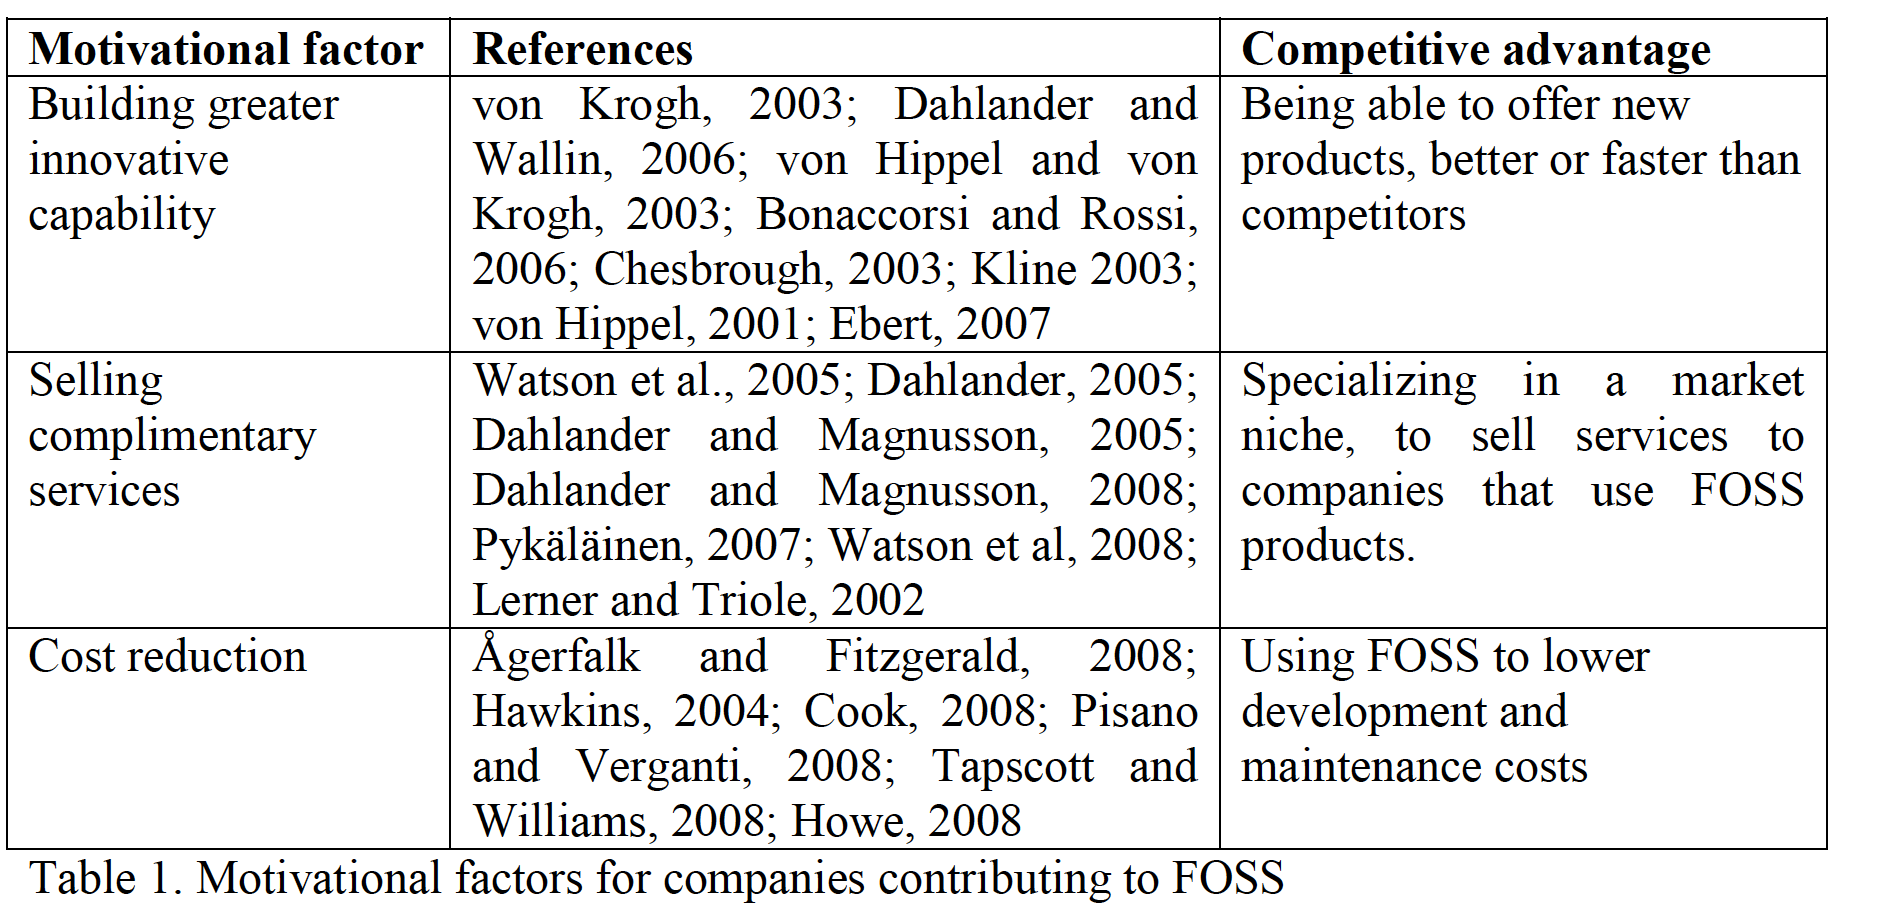 Motivational factor References Competitive advantage
Building greater
innovative
capability
von Krogh, 2003; Dahlander and
Wallin, 2006; von Hippel and von
Krogh, 2003; Bonaccorsi and Rossi,
2006; Chesbrough, 2003; Kline 2003;
von Hippel, 2001; Ebert, 2007
Being able to offer new
products, better or faster than
competitors
Selling
complimentary
services
Watson et al., 2005; Dahlander, 2005;
Dahlander and Magnusson, 2005;
Dahlander and Magnusson, 2008;
Pykäläinen, 2007; Watson et al, 2008;
Lerner and Triole, 2002
Specializing in a market
niche, to sell services to
companies that use FOSS
products.
Cost reduction
Ågerfalk and Fitzgerald, 2008;
Hawkins, 2004; Cook, 2008; Pisano
and Verganti, 2008; Tapscott and
Williams, 2008; Howe, 2008
Using FOSS to lower
development and
maintenance costs
Table 1. Motivational factors for companies contributing to FOSS